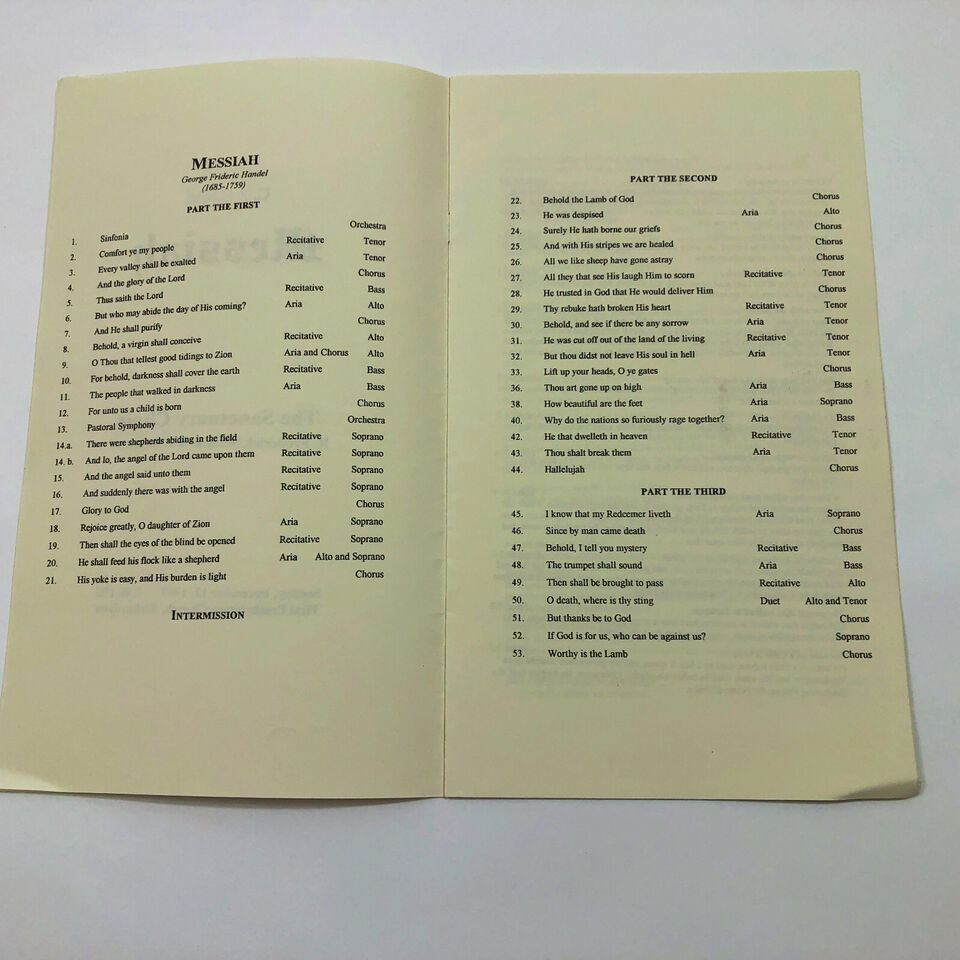 MESSIAH
George Frideric Handel
(1685-1759)
PART THE FIRST
1. Sinfonia Orchestra
2. Comfort ye my people Recitative Tenor
3. Every valley shall be exalted Aria Tenor
4. And the glory of the Lord Chorus
5. Thus saith the Lord Recitative Bass
6. But who may abide the day of His coming? Aria Alto
7. And He shall purify Chorus
8. Behold, a virgin shall conceive Recitative Alto
9. O Thou that tellest good tidings to Zion Aria and Chorus Alto
10. For behold, darkness shall cover the earth Recitative Bass
11. The people that walked in darkness Aria Bass
12. For unto us a child is born Chorus
13. Pastoral Symphony Orchestra
14.a. There were shepherds abiding in the field Recitative Soprano
14. b. And lo, the angel of the Lord came upon them Recitative Soprano
15. And the angel said unto them Recitative Soprano
16. And suddenly there was with the angel Recitative Soprano
17. Glory to God Chorus
18. Rejoice greatly, O daughter of Zion Aria Soprano
19. Then shall the eyes of the blind be opened Recitative Soprano
20. He shall feed his flock like a shepherd Aria Alto and Soprano
21. His yoke is easy, and His burden is light Chorus
INTERMISSION
PART THE SECOND
22. Behold the Lamb of God Chorus
23. He was despised Aria Alto
24. Surely He hath borne our griefs Chorus
25. And with His stripes we are healed Chorus
26. All we like sheep have gone astray Chorus
27. All they that see His laugh Him to scorn Recitative Tenor
28. He trusted in God that He would deliver Him Chorus
29. Thy rebuke hath broken His heart Recitative Tenor
30. Behold, and see if there be any sorrow Aria Tenor
31. He was cut off out of the land of the living Recitative Tenor
32. But thou didst not leave His soul in hell Aria Tenor
33. Lift up your heads, O ye gates Chorus
36. Thou art gone up on high Aria Bass
38. How beautiful are the feet Aria Soprano
40. Why do the nations so furiously rage together? Aria Bass
42. He that dwelleth in heaven Recitative Tenor
43. Thou shalt break them Aria Tenor
44. Hallelujah Chorus
PART THE THIRD
45. I know that my Redeemer liveth Aria Soprano
46. Since by man came death Chorus
47. Behold, I tell you mystery Recitative Bass
48. The trumpet shall sound Aria Bass
49. Then shall be brought to pass Recitative Alto
50. O death, where is thy sting Duet Alto and Tenor
51. But thanks be to God Chorus
52. If God is for us, who can be against us? Soprano
53. Worthy is the Lamb Chorus